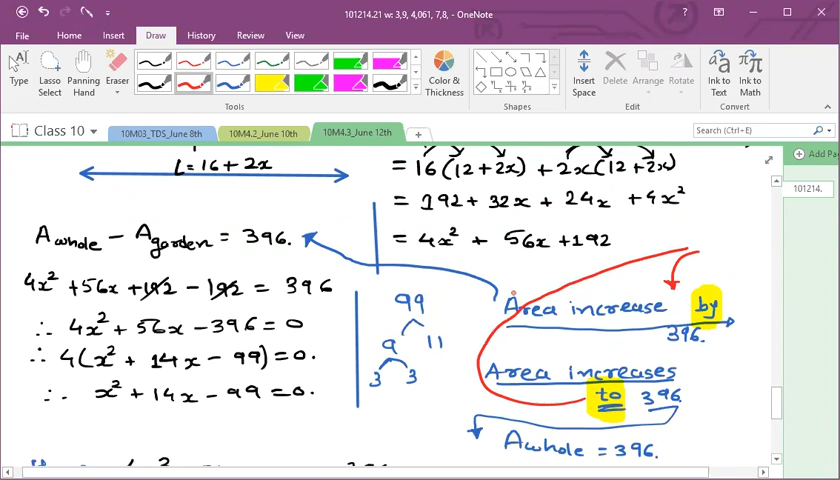 101214.21 w: 3,9, 4,061, 7,8, - OneNote
File Home Insert Draw History Review View
Type Lasso Select Panning Hand Eraser
Color & Thickness
Insert Space Delete Arrange Rotate
Ink to Text Ink to Math
Tools Shapes Edit Convert
Class 10 10M03_TDS_June 8th 10M4.2_June 10th 10M4.3_June 12th Search (Ctrl+E)
Add Pa
101214.
L = 16 + 2x
= 16(12 + 2x) + 2x(12 + 2x)
= 192 + 32x + 24x + 4x²
= 4x² + 56x + 192
Awhole - Agarden = 396.
4x² + 56x + 192 - 192 = 396
∴ 4x² + 56x - 396 = 0
∴ 4(x² + 14x - 99) = 0.
∴ x² + 14x - 99 = 0.
99
9 11
3 3
Area increase by
396.
Area increases
to 396.
Awhole = 396.